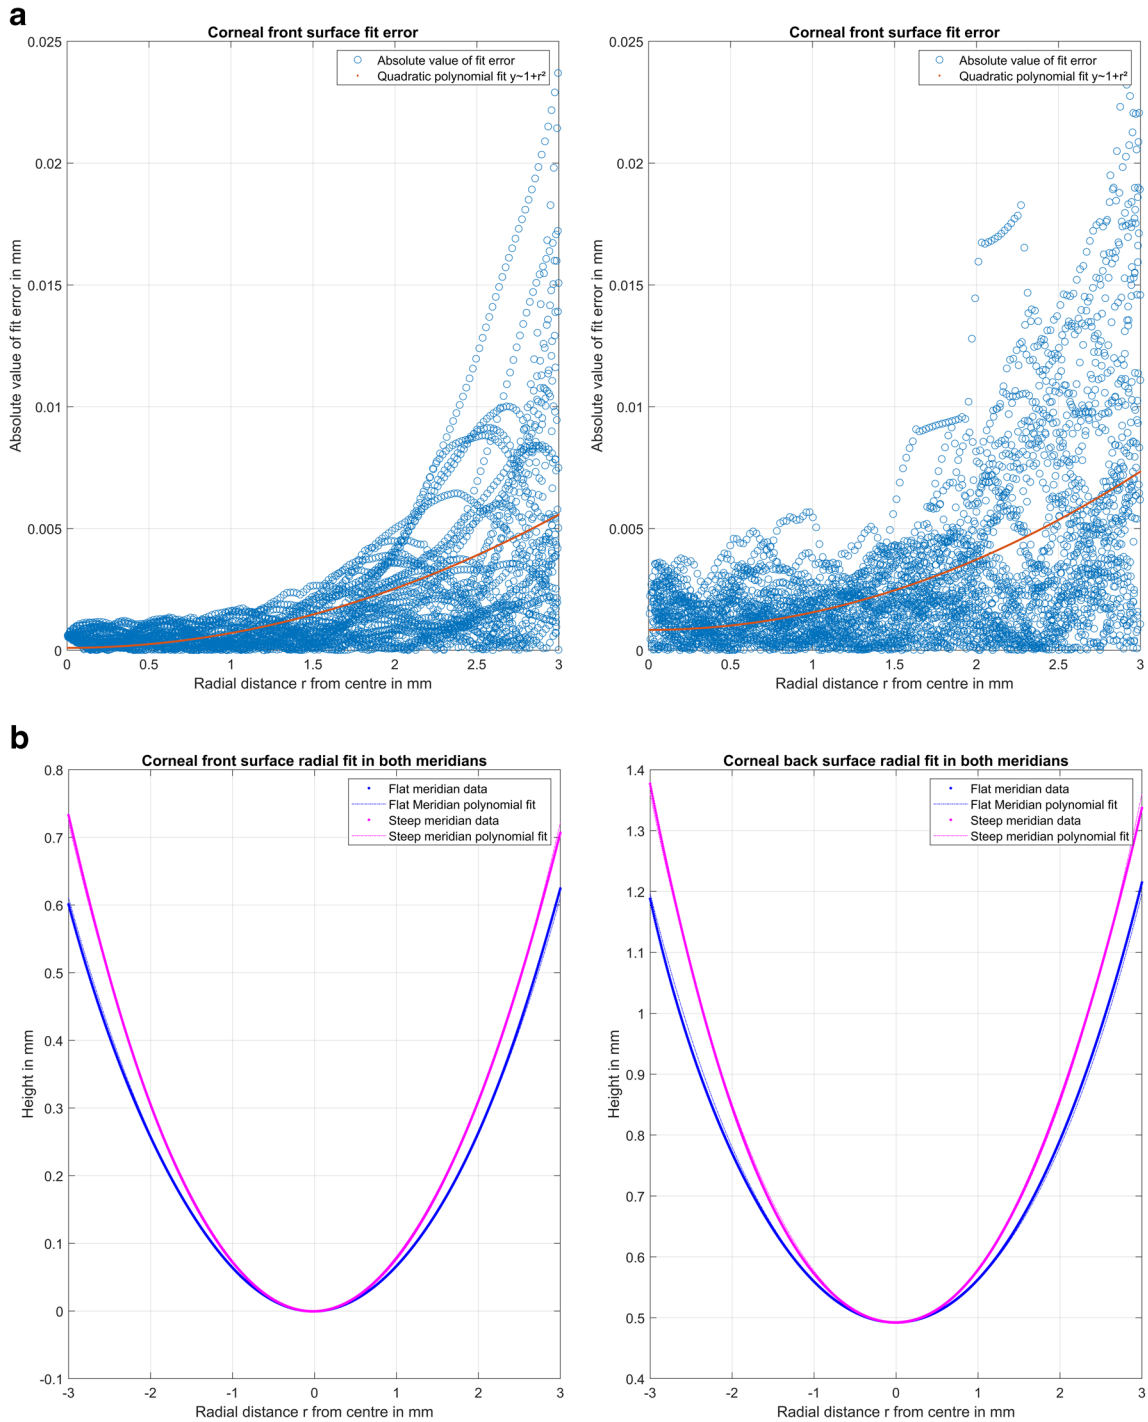 a
Corneal front surface fit error
Absolute value of fit error
Quadratic polynomial fit y~1+r²
0.025
0.02
0.015
0.01
0.005
0
Absolute value of fit error in mm
0 0.5 1 1.5 2 2.5 3
Radial distance r from centre in mm
Corneal front surface fit error
Absolute value of fit error
Quadratic polynomial fit y~1+r²
0.025
0.02
0.015
0.01
0.005
0
Absolute value of fit error in mm
0 0.5 1 1.5 2 2.5 3
Radial distance r from centre in mm
b
Corneal front surface radial fit in both meridians
Flat meridian data
Flat Meridian polynomial fit
Steep meridian data
Steep meridian polynomial fit
0.8
0.7
0.6
0.5
0.4
0.3
0.2
0.1
0
-0.1
Height in mm
-3 -2 -1 0 1 2 3
Radial distance r from centre in mm
Corneal back surface radial fit in both meridians
Flat meridian data
Flat Meridian polynomial fit
Steep meridian data
Steep meridian polynomial fit
1.4
1.3
1.2
1.1
1
0.9
0.8
0.7
0.6
0.5
0.4
Height in mm
-3 -2 -1 0 1 2 3
Radial distance r from centre in mm